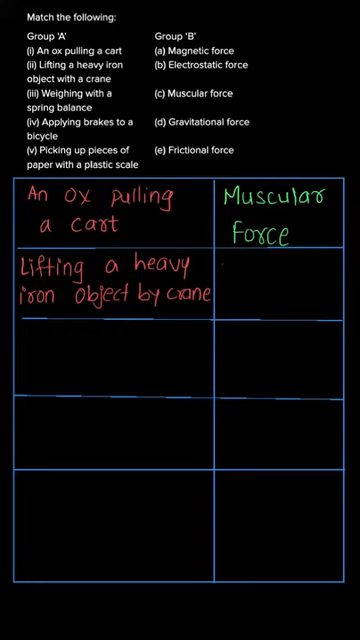 Match the following:
Group 'A' Group 'B'
(i) An ox pulling a cart (a) Magnetic force
(ii) Lifting a heavy iron (b) Electrostatic force
object with a crane
(iii) Weighing with a (c) Muscular force
spring balance
(iv) Applying brakes to a (d) Gravitational force
bicycle
(v) Picking up pieces of (e) Frictional force
paper with a plastic scale
An ox pulling Muscular
a cart Force
Lifting a heavy
iron object by crane